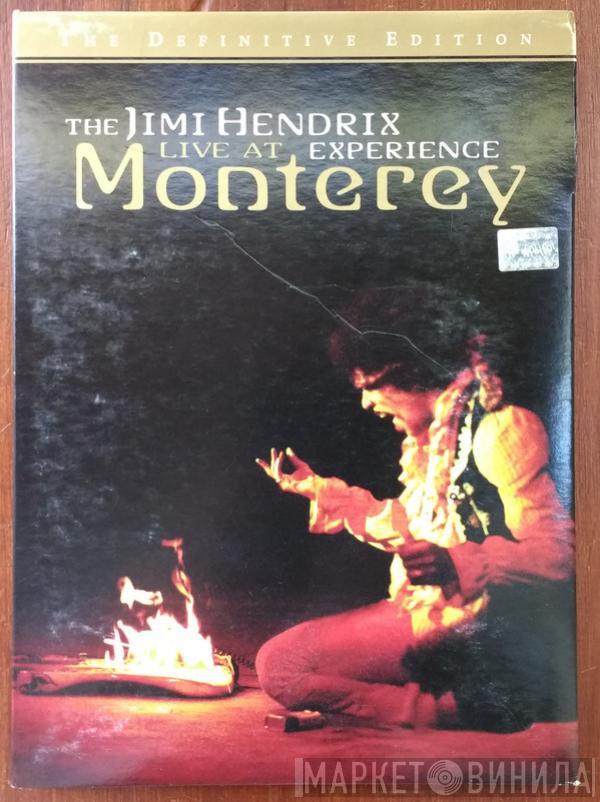 THE DEFINITIVE EDITION
THE JIMI HENDRIX
LIVE AT EXPERIENCE
Monterey
МАРКЕТ ВИНИЛА